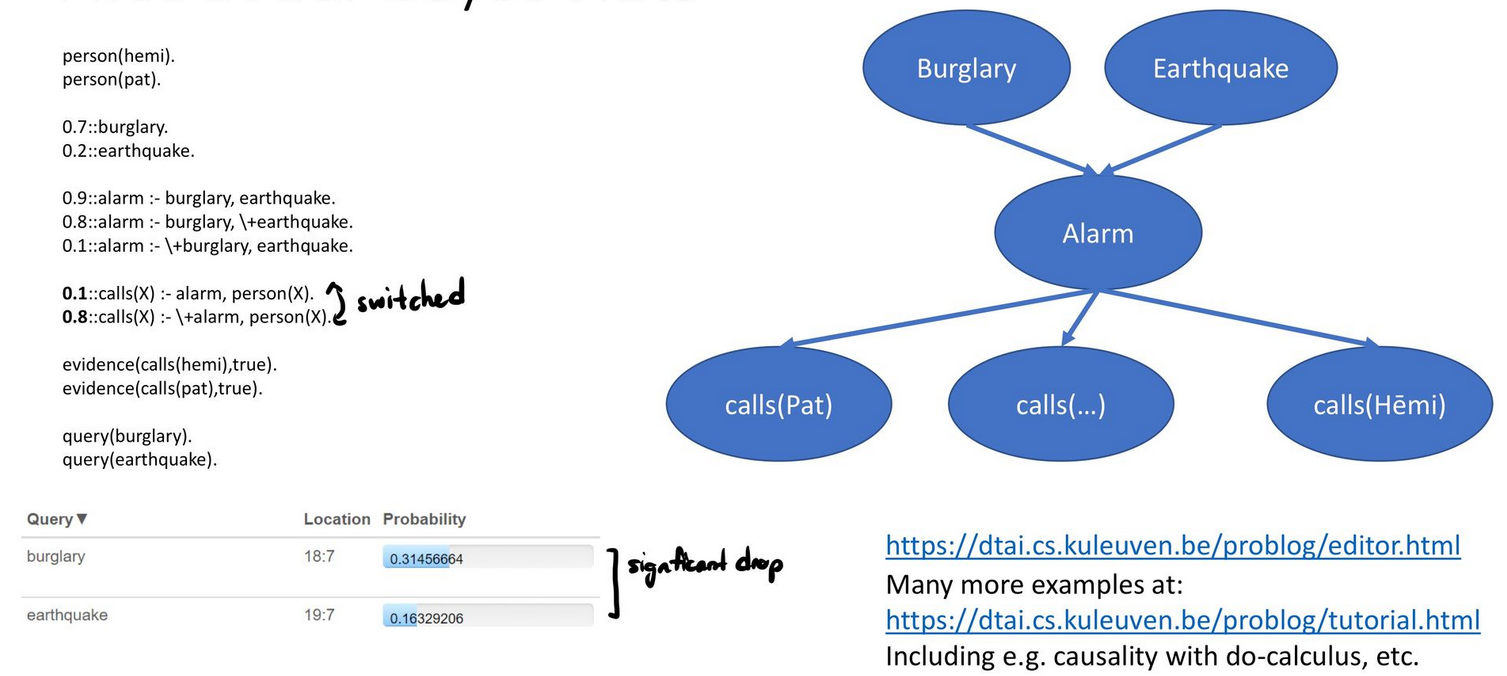 person(hemi).
person(pat).
0.7::burglary.
0.2::earthquake.
0.9::alarm :- burglary, earthquake.
0.8::alarm :- burglary, \+earthquake.
0.1::alarm :- \+burglary, earthquake.
0.1::calls(X) :- alarm, person(X).
0.8::calls(X) :- \+alarm, person(X).
switched
evidence(calls(hemi),true).
evidence(calls(pat),true).
query(burglary).
query(earthquake).
Query▼ Location Probability
burglary 18:7 0.31456664
earthquake 19:7 0.16329206
significant drop
Burglary
Earthquake
Alarm
calls(Pat)
calls(...)
calls(Hēmi)
https://dtai.cs.kuleuven.be/problog/editor.html
Many more examples at:
https://dtai.cs.kuleuven.be/problog/tutorial.html
Including e.g. causality with do-calculus, etc.